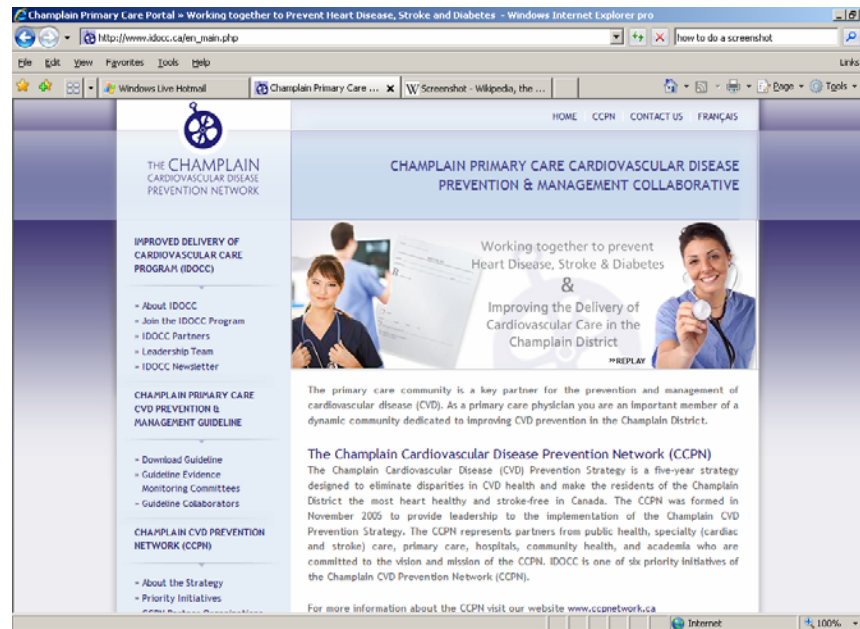 Champlain Primary Care Portal » Working together to Prevent Heart Disease, Stroke and Diabetes - Windows Internet Explorer pro
http://www.idocc.ca/en_main.php
how to do a screenshot
File Edit View Favorites Tools Help
Links
Windows Live Hotmail
Champlain Primary Care ...
Screenshot - Wikipedia, the ...
Page
Tools
HOME CCPN CONTACT US FRANÇAIS
THE CHAMPLAIN
CARDIOVASCULAR DISEASE
PREVENTION NETWORK
CHAMPLAIN PRIMARY CARE CARDIOVASCULAR DISEASE
PREVENTION & MANAGEMENT COLLABORATIVE
IMPROVED DELIVERY OF
CARDIOVASCULAR CARE
PROGRAM (IDOCC)
» About IDOCC
» Join the IDOCC Program
» IDOCC Partners
» Leadership Team
» IDOCC Newsletter
CHAMPLAIN PRIMARY CARE
CVD PREVENTION &
MANAGEMENT GUIDELINE
» Download Guideline
» Guideline Evidence
Monitoring Committees
» Guideline Collaborators
CHAMPLAIN CVD PREVENTION
NETWORK (CCPN)
» About the Strategy
» Priority Initiatives
Working together to prevent
Heart Disease, Stroke & Diabetes
&
Improving the Delivery of
Cardiovascular Care in the
Champlain District
»REPLAY
The primary care community is a key partner for the prevention and management of
cardiovascular disease (CVD). As a primary care physician you are an important member of a
dynamic community dedicated to improving CVD prevention in the Champlain District.
The Champlain Cardiovascular Disease Prevention Network (CCPN)
The Champlain Cardiovascular Disease (CVD) Prevention Strategy is a five-year strategy
designed to eliminate disparities in CVD health and make the residents of the Champlain
District the most heart healthy and stroke-free in Canada. The CCPN was formed in
November 2005 to provide leadership to the implementation of the Champlain CVD
Prevention Strategy. The CCPN represents partners from public health, specialty (cardiac
and stroke) care, primary care, hospitals, community health, and academia who are
committed to the vision and mission of the CCPN. IDOCC is one of six priority initiatives of
the Champlain CVD Prevention Network (CCPN).
For more information about the CCPN visit our website www.ccpnetwork.ca
Internet
100%